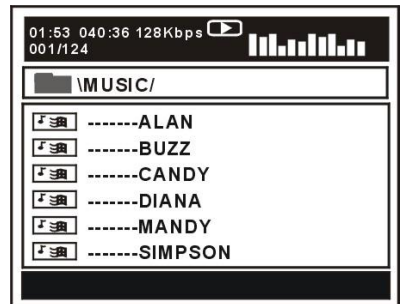 01:53 040:36 128Kbps
001/124
\MUSIC/
-------ALAN
-------BUZZ
-------CANDY
-------DIANA
-------MANDY
-------SIMPSON